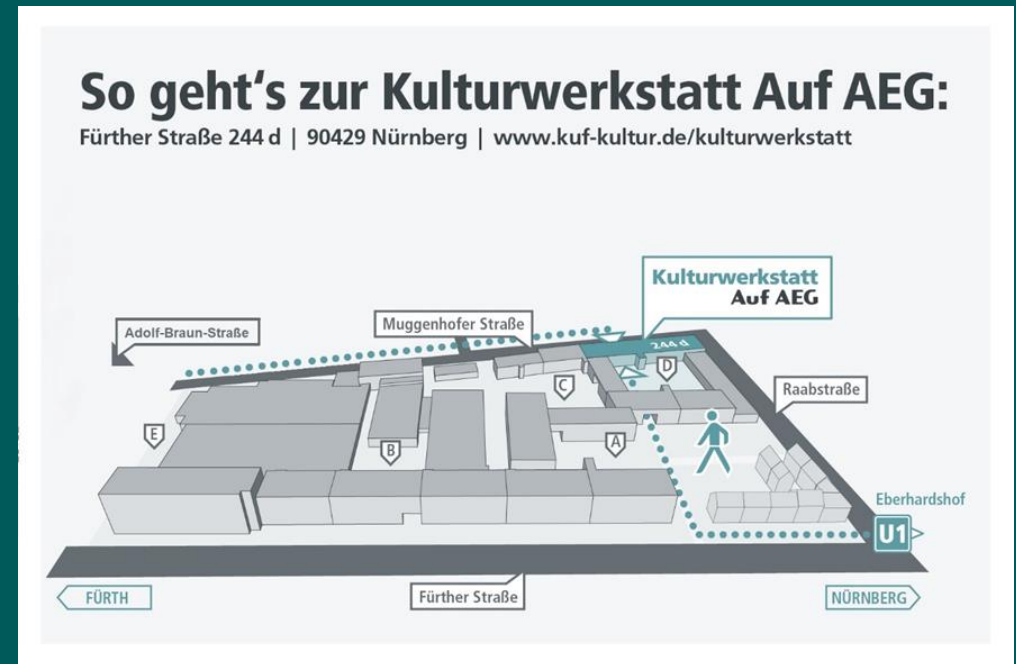 So geht‘s zur Kulturwerkstatt Auf AEG:
Fürther Straße 244 d | 90429 Nürnberg | www.kuf-kultur.de/kulturwerkstatt
Kulturwerkstatt
Auf AEG
Adolf-Braun-Straße
Muggenhofer Straße
244 d
D
C
Raabstraße
E
B
A
Eberhardshof
U1
FÜRTH
Fürther Straße
NÜRNBERG